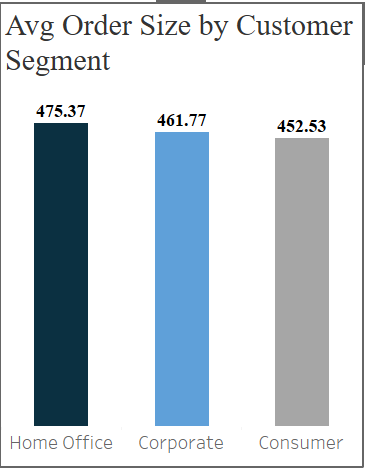 Avg Order Size by Customer
Segment
475.37
461.77
452.53
Home Office
Corporate
Consumer